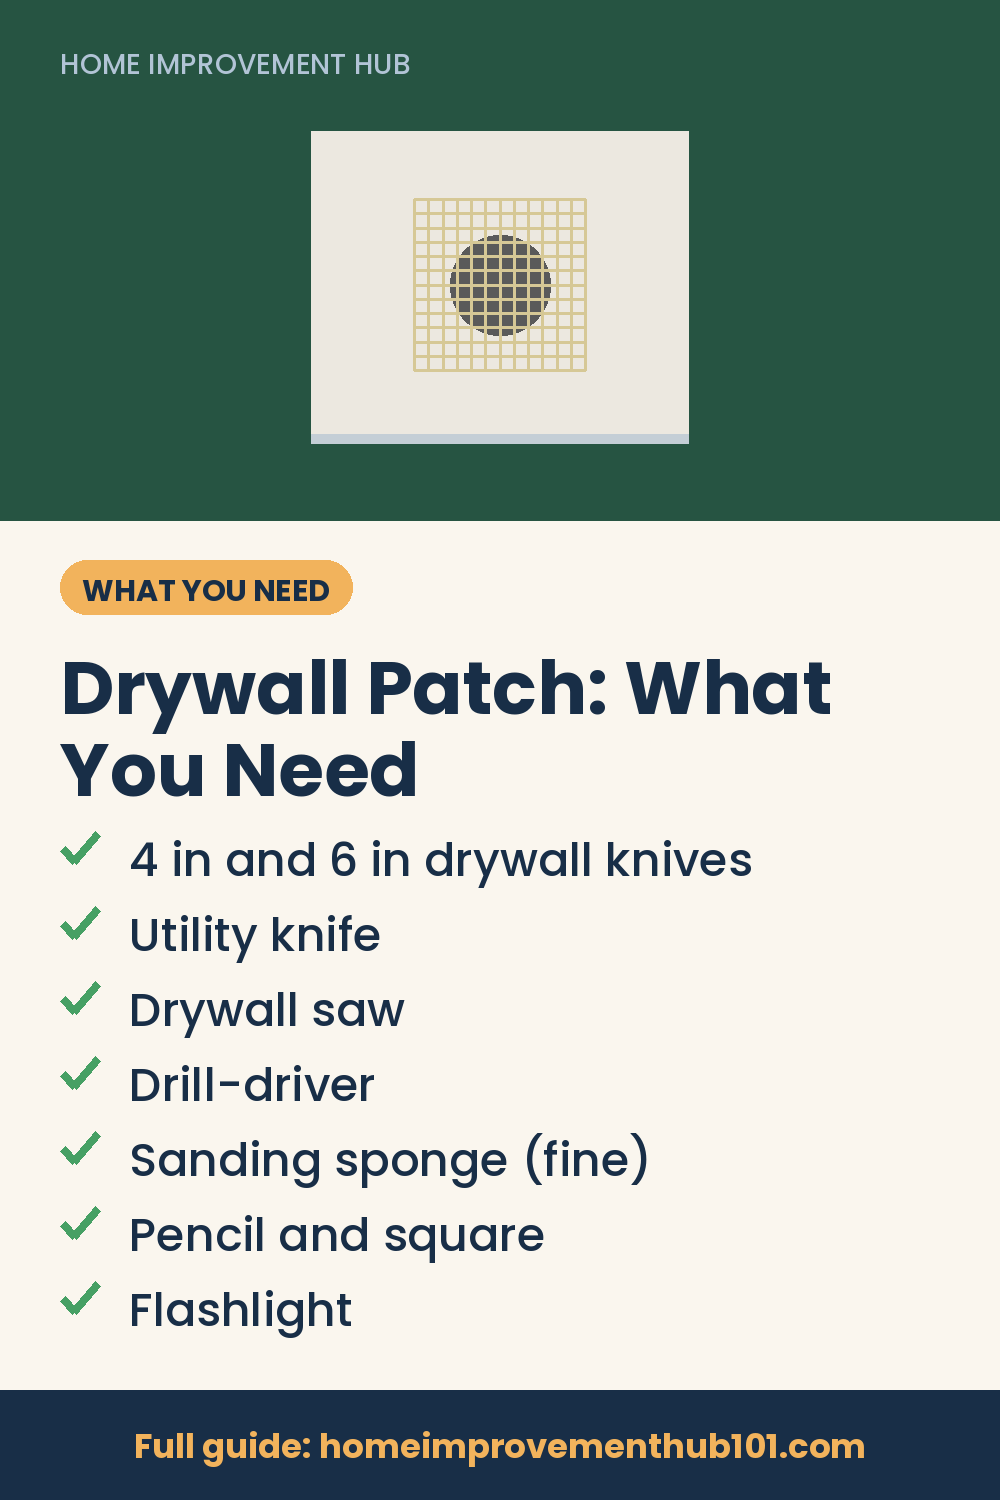 HOME IMPROVEMENT HUB
WHAT YOU NEED
Drywall Patch: What
You Need
4 in and 6 in drywall knives
Utility knife
Drywall saw
Drill-driver
Sanding sponge (fine)
Pencil and square
Flashlight
Full guide: homeimprovementhub101.com